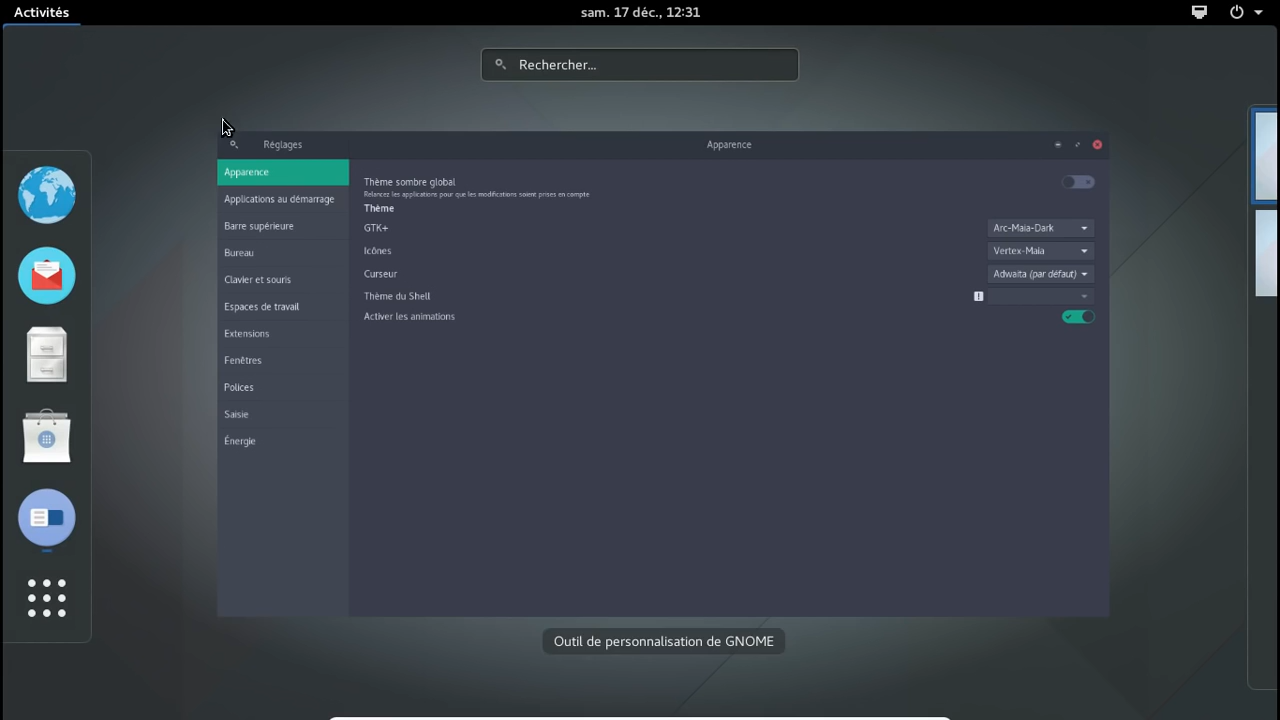 Activités
sam. 17 déc., 12:31
Rechercher...
Réglages
Apparence
Apparence
Applications au démarrage
Barre supérieure
Bureau
Clavier et souris
Espaces de travail
Extensions
Fenêtres
Polices
Saisie
Énergie
Thème sombre global
Relancez les applications pour que les modifications soient prises en compte
Thème
GTK+ Arc-Maia-Dark
Icônes Vertex-Maia
Curseur Adwaita (par défaut)
Thème du Shell
Activer les animations
Outil de personnalisation de GNOME